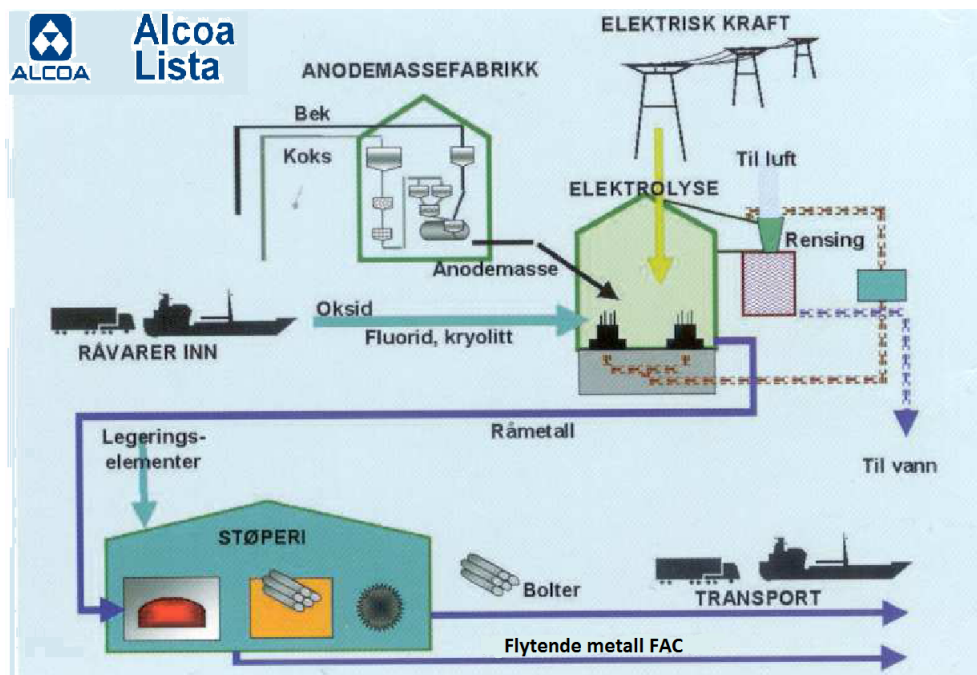 ALCOA
Alcoa
Lista
ELEKTRISK KRAFT
ANODEMASSEFABRIKK
Bek
Koks
Til luft
ELEKTROLYSE
Rensing
Anodemasse
Oksid
Fluorid, kryolitt
RÅVARER INN
Råmetall
Legerings-
elementer
Til vann
STØPERI
Bolter
TRANSPORT
Flytende metall FAC